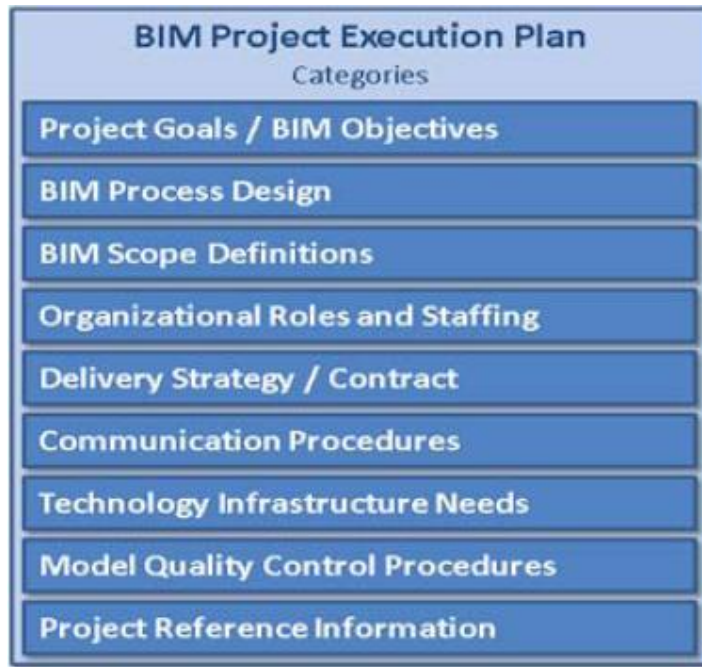 BIM Project Execution Plan
Categories
Project Goals / BIM Objectives
BIM Process Design
BIM Scope Definitions
Organizational Roles and Staffing
Delivery Strategy / Contract
Communication Procedures
Technology Infrastructure Needs
Model Quality Control Procedures
Project Reference Information